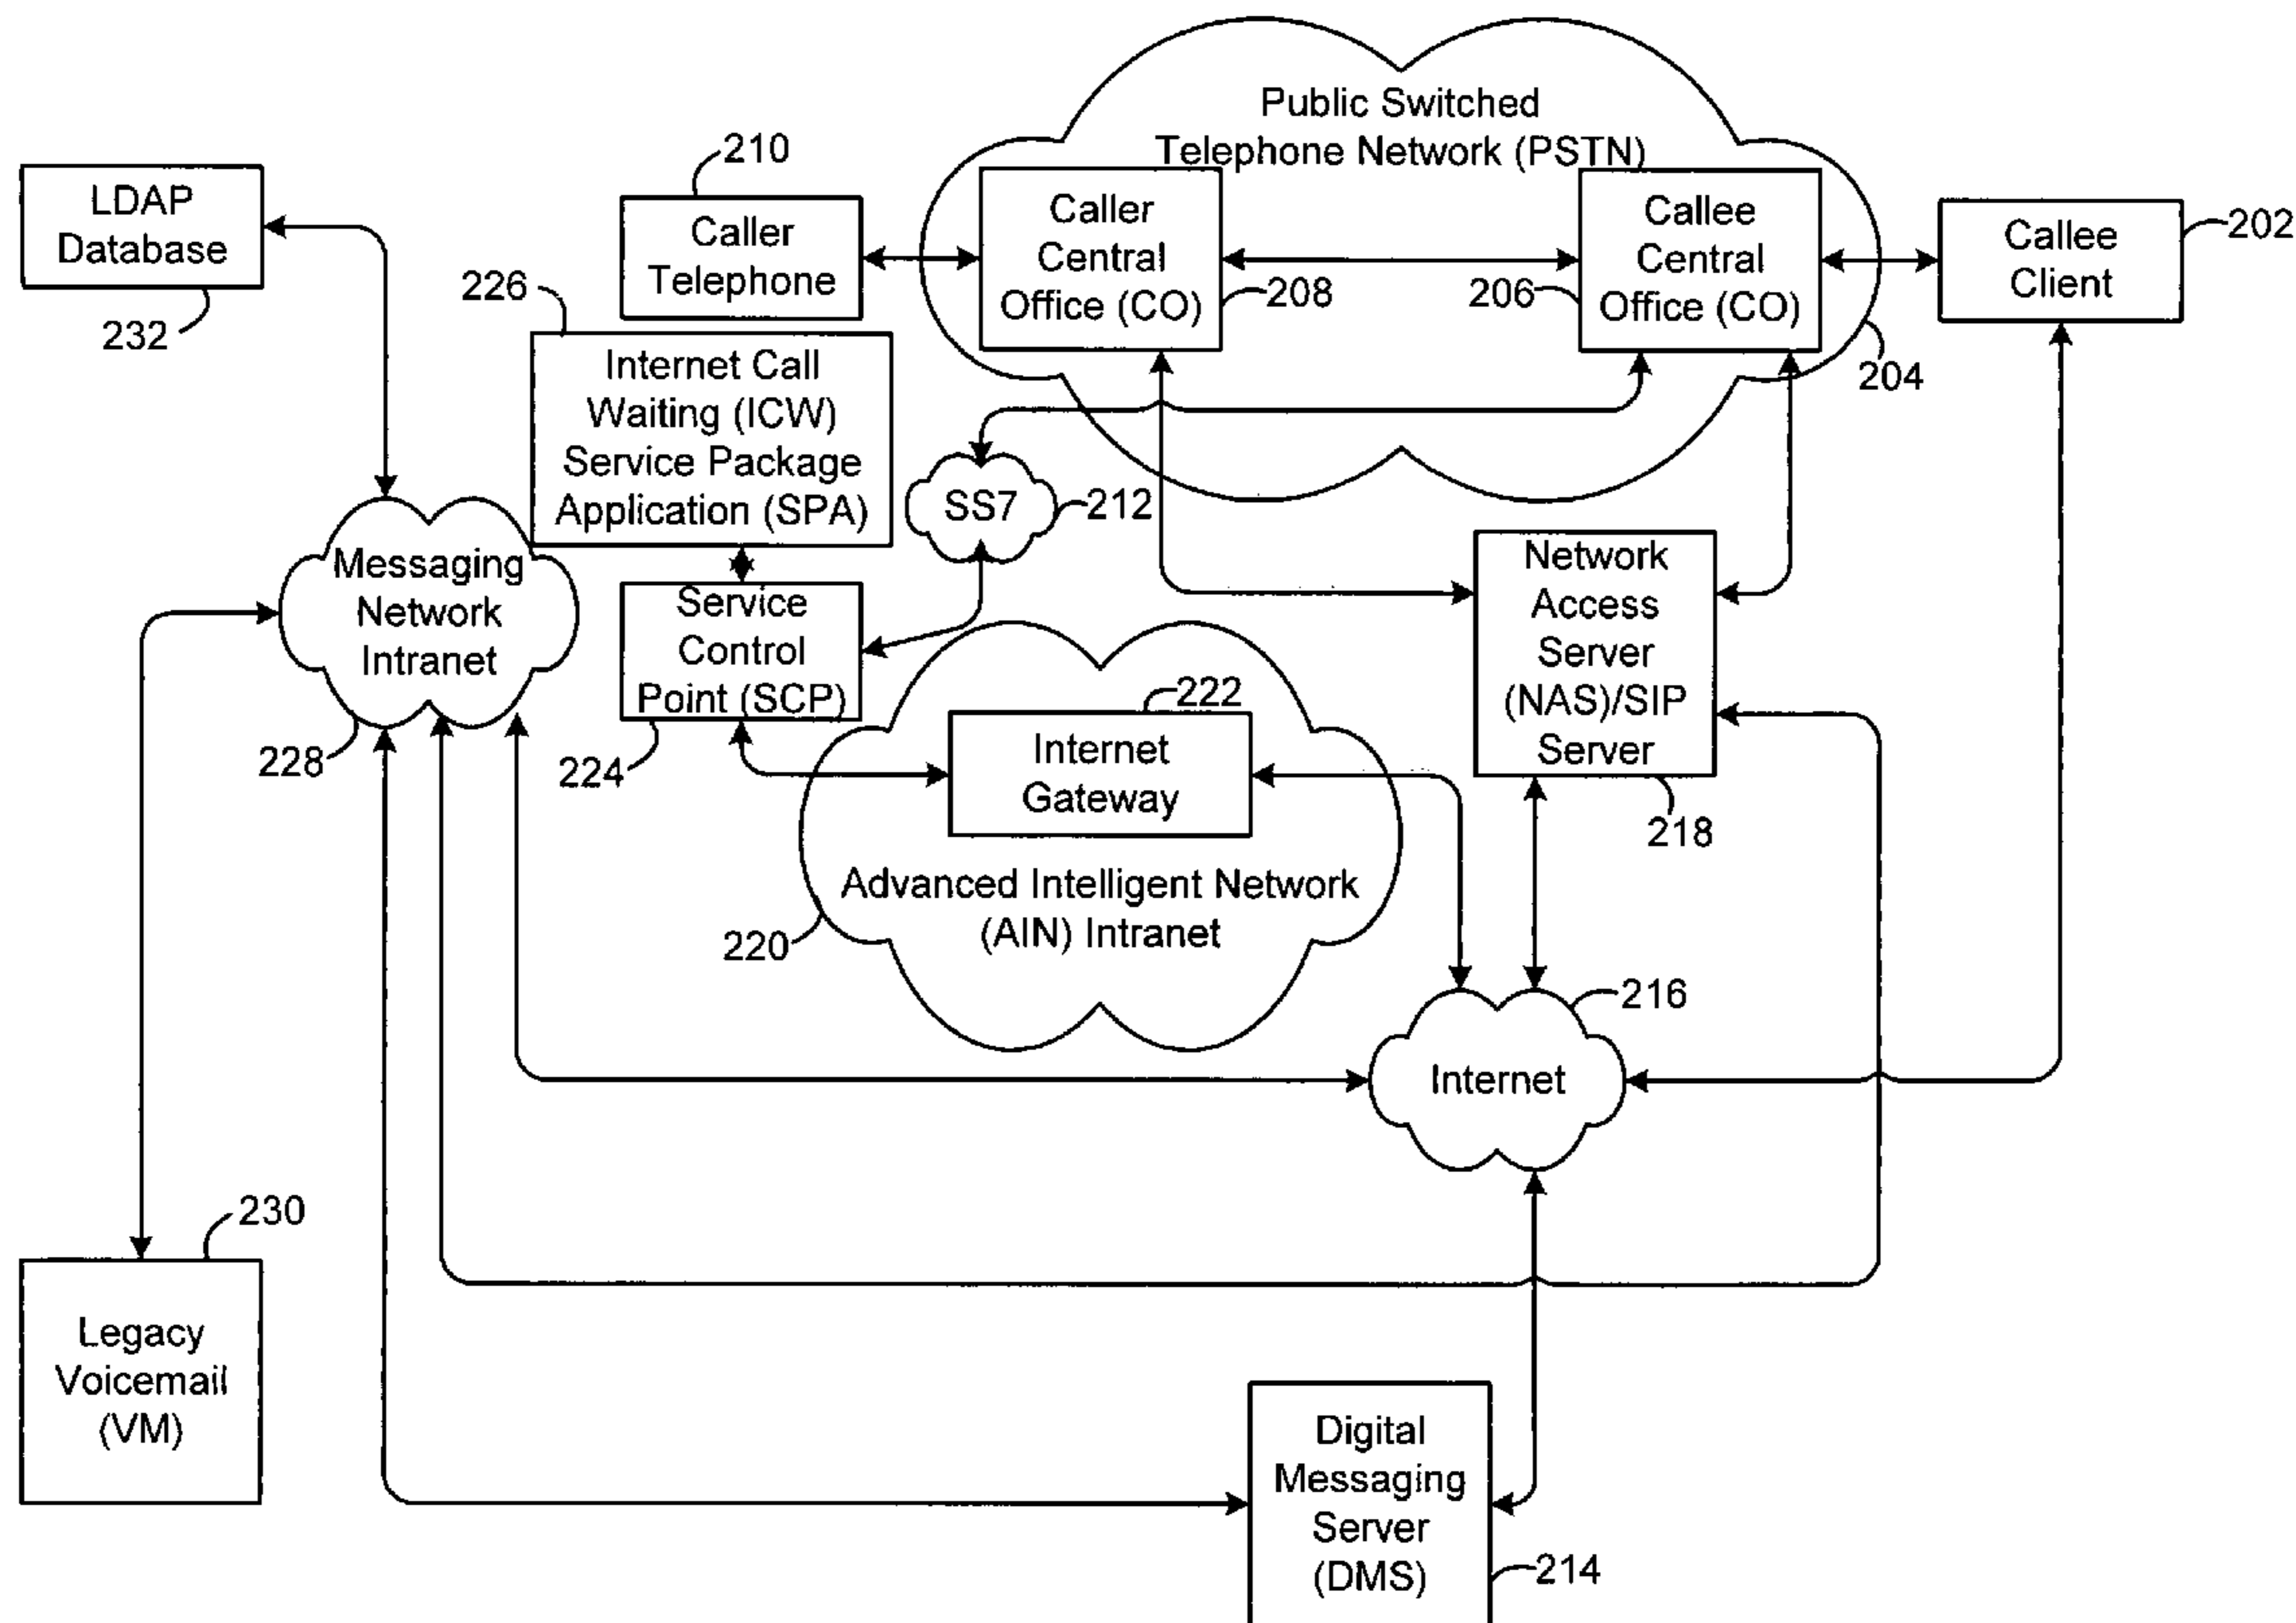 Public Switched
Telephone Network (PSTN)
210
LDAP
Database
232
Caller
Telephone
Caller
Central
Office (CO)
208
206
Callee
Central
Office (CO)
Callee
Client
202
204
226
Internet Call
Waiting (ICW)
Service Package
Application (SPA)
SS7
212
Messaging
Network
Intranet
228
Service
Control
Point (SCP)
224
222
Internet
Gateway
Advanced Intelligent Network
(AIN) Intranet
220
Network
Access
Server
(NAS)/SIP
Server
218
216
Internet
230
Legacy
Voicemail
(VM)
Digital
Messaging
Server
(DMS)
214